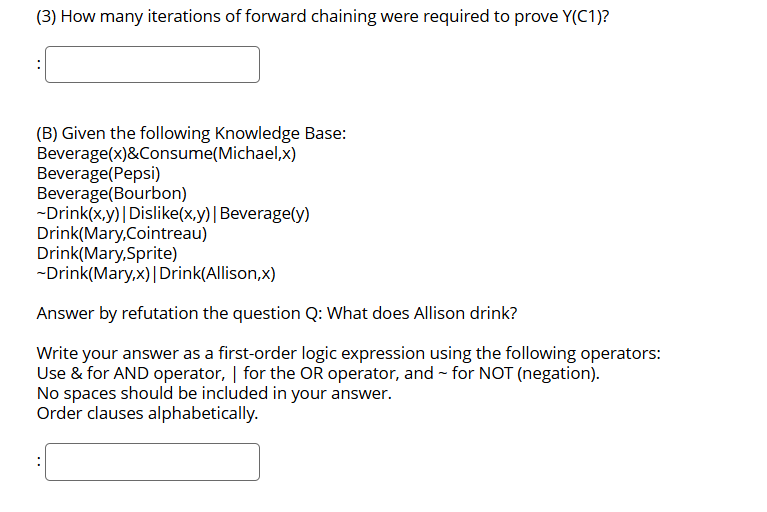 (3) How many iterations of forward chaining were required to prove Y(C1)?
:
(B) Given the following Knowledge Base:
Beverage(x)&Consume(Michael,x)
Beverage(Pepsi)
Beverage(Bourbon)
~Drink(x,y)|Dislike(x,y)|Beverage(y)
Drink(Mary,Cointreau)
Drink(Mary,Sprite)
~Drink(Mary,x)|Drink(Allison,x)
Answer by refutation the question Q: What does Allison drink?
Write your answer as a first-order logic expression using the following operators:
Use & for AND operator, | for the OR operator, and ~ for NOT (negation).
No spaces should be included in your answer.
Order clauses alphabetically.
: